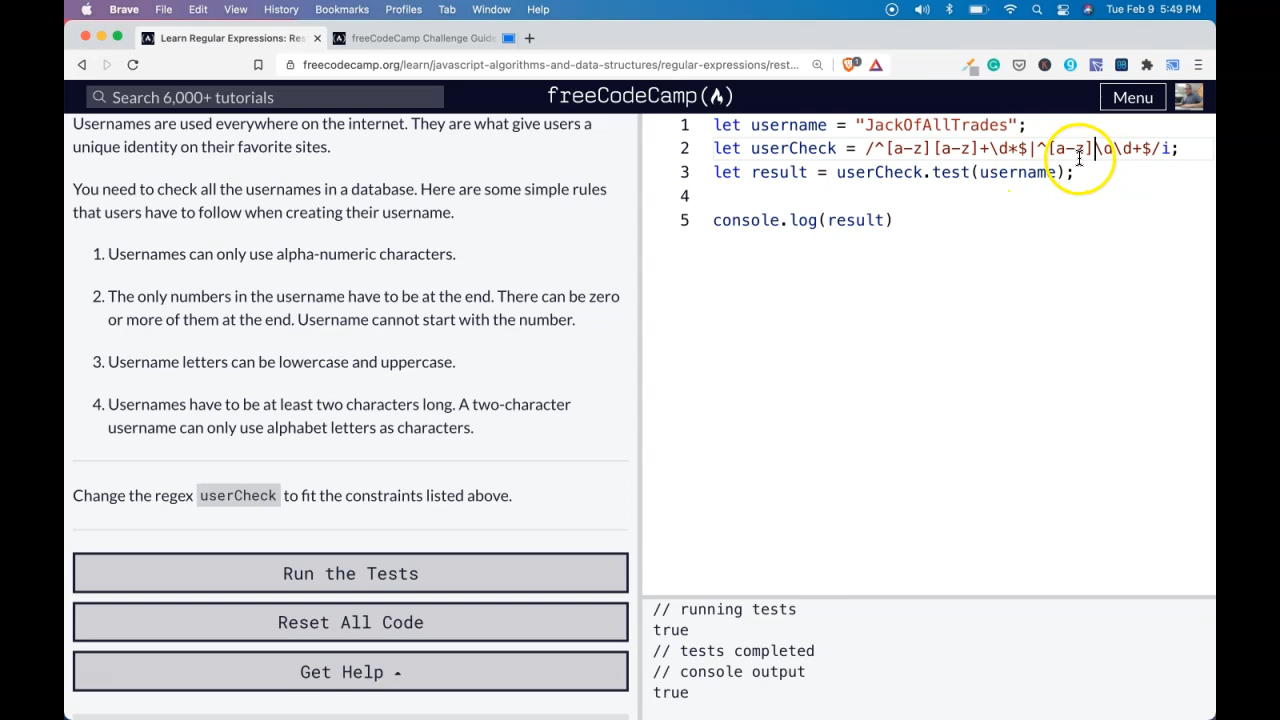 Brave File Edit View History Bookmarks Profiles Tab Window Help Tue Feb 9 5:49 PM
Learn Regular Expressions: Res freeCodeCamp Challenge Guide
freecodecamp.org/learn/javascript-algorithms-and-data-structures/regular-expressions/rest...
Search 6,000+ tutorials freeCodeCamp Menu
Usernames are used everywhere on the internet. They are what give users a
unique identity on their favorite sites.
You need to check all the usernames in a database. Here are some simple rules
that users have to follow when creating their username.
1. Usernames can only use alpha-numeric characters.
2. The only numbers in the username have to be at the end. There can be zero
or more of them at the end. Username cannot start with the number.
3. Username letters can be lowercase and uppercase.
4. Usernames have to be at least two characters long. A two-character
username can only use alphabet letters as characters.
Change the regex userCheck to fit the constraints listed above.
Run the Tests
Reset All Code
Get Help
1 let username = "JackOfAllTrades";
2 let userCheck = /^[a-z][a-z]+\d*$|^[a-z]\d\d+$/i;
3 let result = userCheck.test(username);
4
5 console.log(result)
// running tests
true
// tests completed
// console output
true